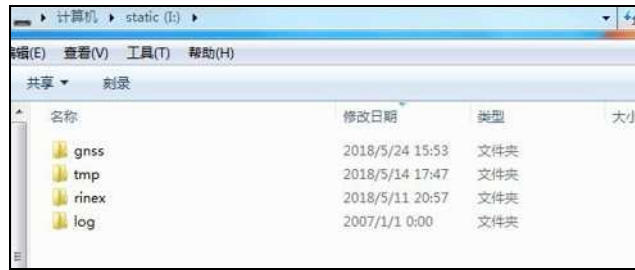 计算机 static (I:)
编辑(E) 查看(V) 工具(T) 帮助(H)
共享 刻录
名称 修改日期 类型 大小
gnss 2018/5/24 15:53 文件夹
tmp 2018/5/14 17:47 文件夹
rinex 2018/5/11 20:57 文件夹
log 2007/1/1 0:00 文件夹